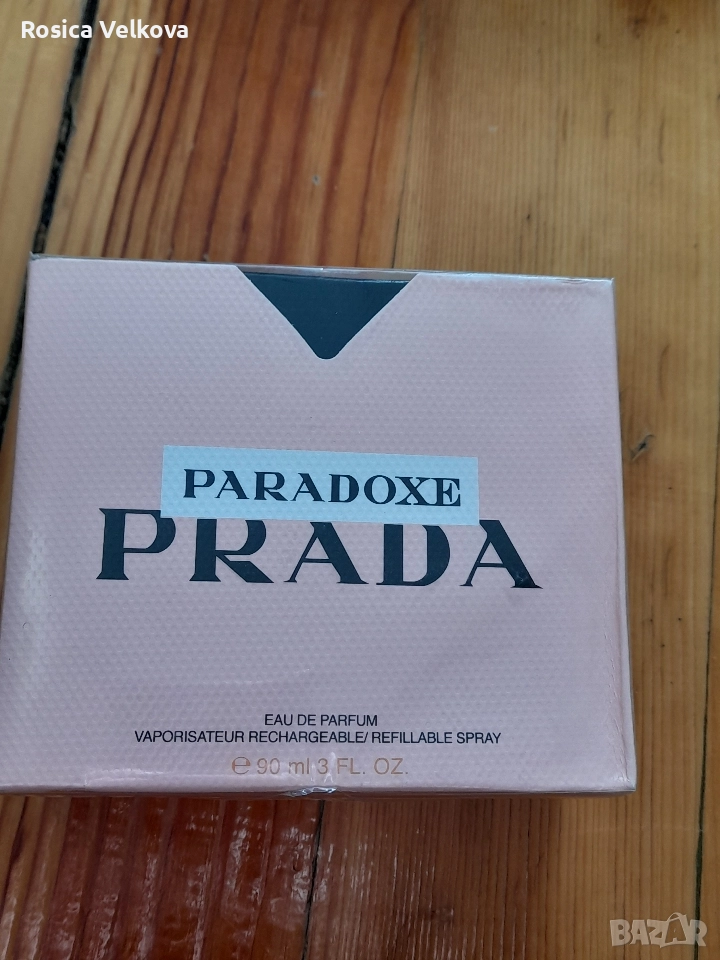 Rosica Velkova
PARADOXE
PRADA
EAU DE PARFUM
VAPORISATEUR RECHARGEABLE/ REFILLABLE SPRAY
℮ 90 ml 3 FL. OZ.
BAZAR